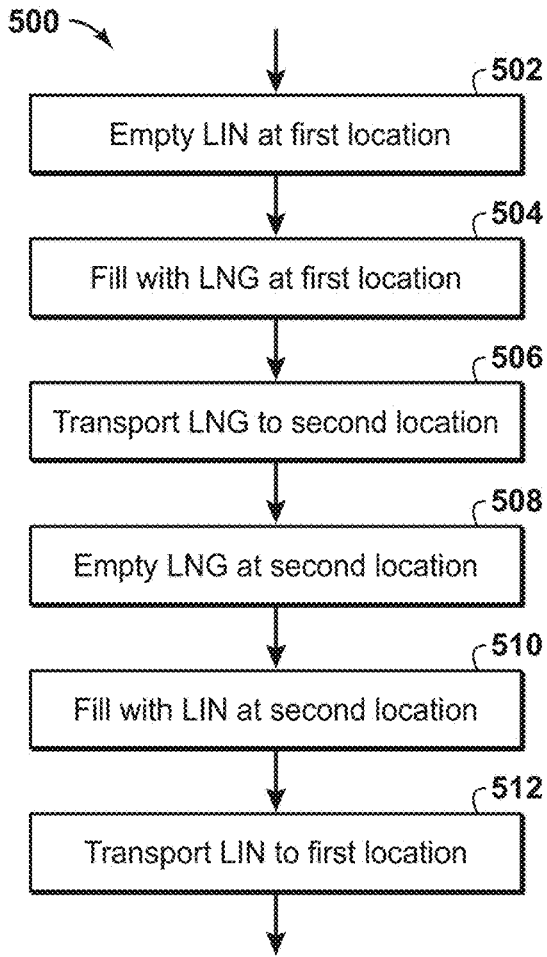 500
502
Empty LIN at first location
504
Fill with LNG at first location
506
Transport LNG to second location
508
Empty LNG at second location
510
Fill with LIN at second location
512
Transport LIN to first location